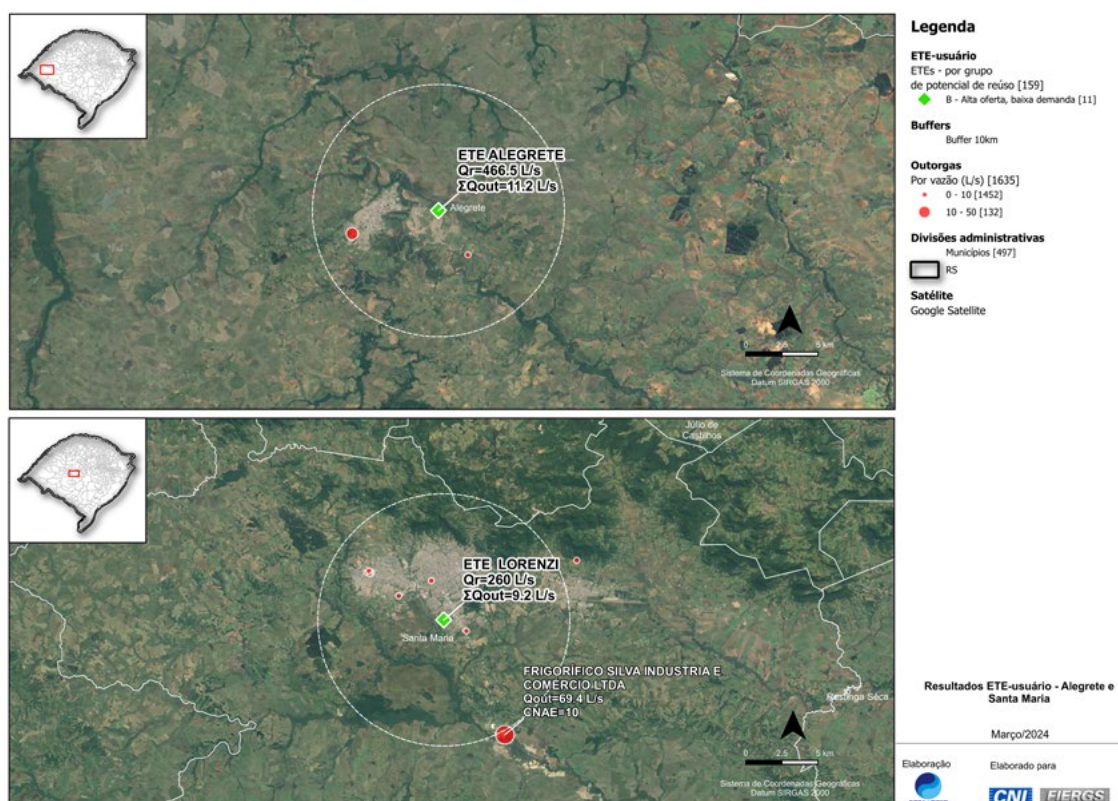 ETE ALEGRETE
Qr=466.5 L/s
ΣQout=11.2 L/s
Alegrete
0
5 km
Sistema de Coordenadas Geográficas
Datum SIRGAS 2000
Júlio de
Castilhos
ETE LORENZI
Qr=260 L/s
ΣQout=9.2 L/s
Santa Maria
FRIGORÍFICO SILVA INDUSTRIA E
COMÉRCIO LTDA
Qout=69.4 L/s
CNAE=10
Restinga Sêca
0 2,5 5 km
Sistema de Coordenadas Geográficas
Datum SIRGAS 2000
Legenda
ETE-usuário
ETEs - por grupo
de potencial de reúso [159]
B - Alta oferta, baixa demanda [11]
Buffers
Buffer 10km
Outorgas
Por vazão (L/s) [1635]
0 - 10 [1452]
10 - 50 [132]
Divisões administrativas
Municípios [497]
RS
Satélite
Google Satellite
Resultados ETE-usuário - Alegrete e
Santa Maria
Março/2024
Elaboração
Elaborado para
CNI FIERGS